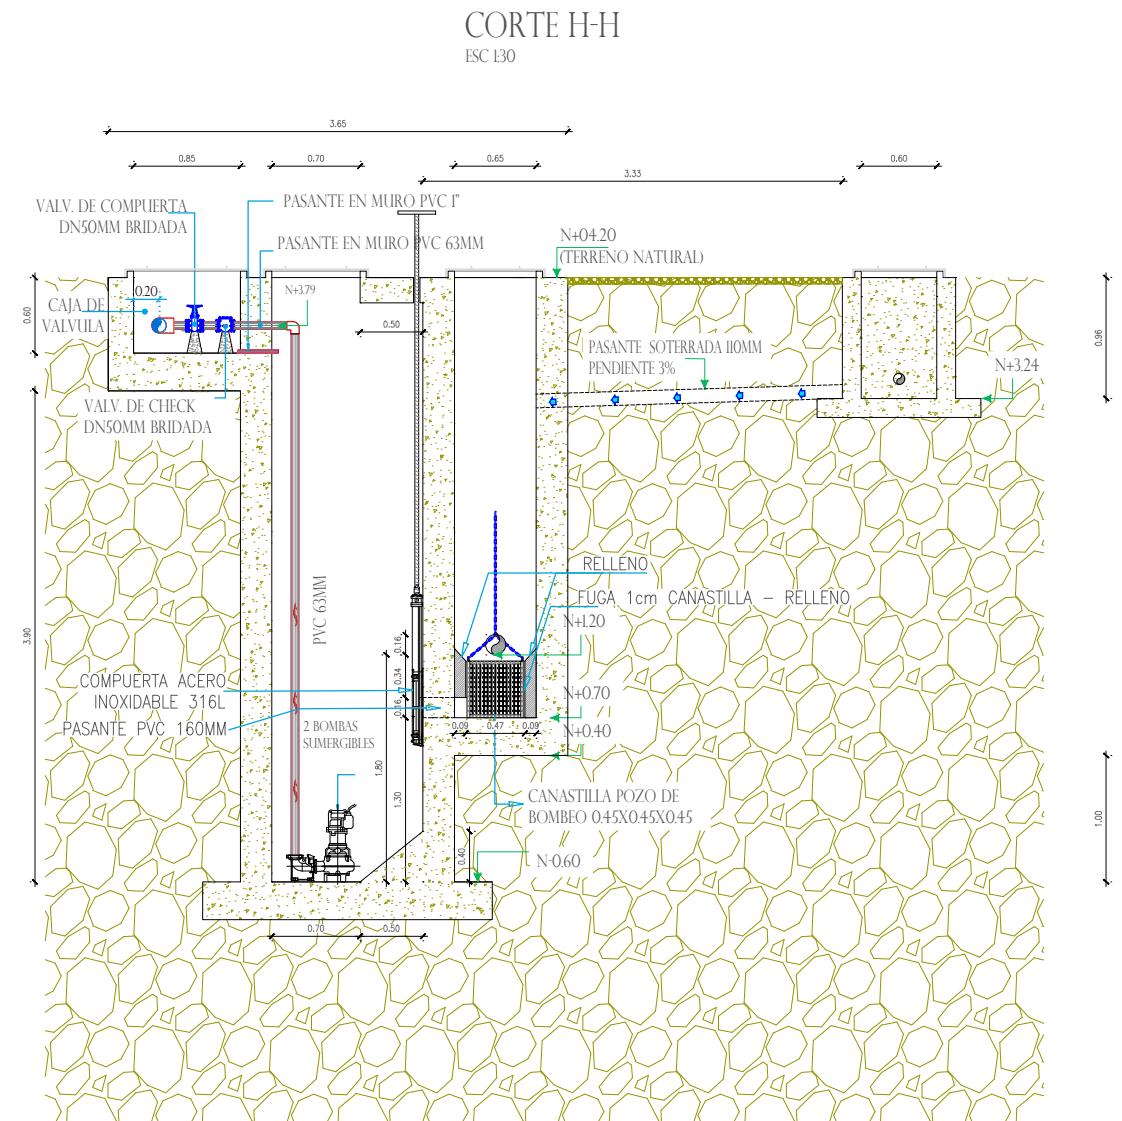 CORTE H-H
ESC 1:30
3.65
0.85
0.70
0.65
0.60
3.33
VALV. DE COMPUERTA
DN50MM BRIDADA
PASANTE EN MURO PVC 1"
PASANTE EN MURO PVC 63MM
N+04.20
(TERRENO NATURAL)
0.20
N+3.79
CAJA DE
VALVULA
0.60
0.50
0.96
PASANTE SOTERRADA 110MM
PENDIENTE 3%
N+3.24
VALV. DE CHECK
DN50MM BRIDADA
RELLENO
FUGA 1cm CANASTILLA – RELLENO
N+1.20
PVC 63MM
3.90
0.16
0.34
0.16
COMPUERTA ACERO
INOXIDABLE 316L
PASANTE PVC 160MM
N+0.70
N+0.40
0.09
0.47
0.09
2 BOMBAS
SUMERGIBLES
1.80
1.30
CANASTILLA POZO DE
BOMBEO 0.45X0.45X0.45
1.00
0.40
N-0.60
0.70
0.50